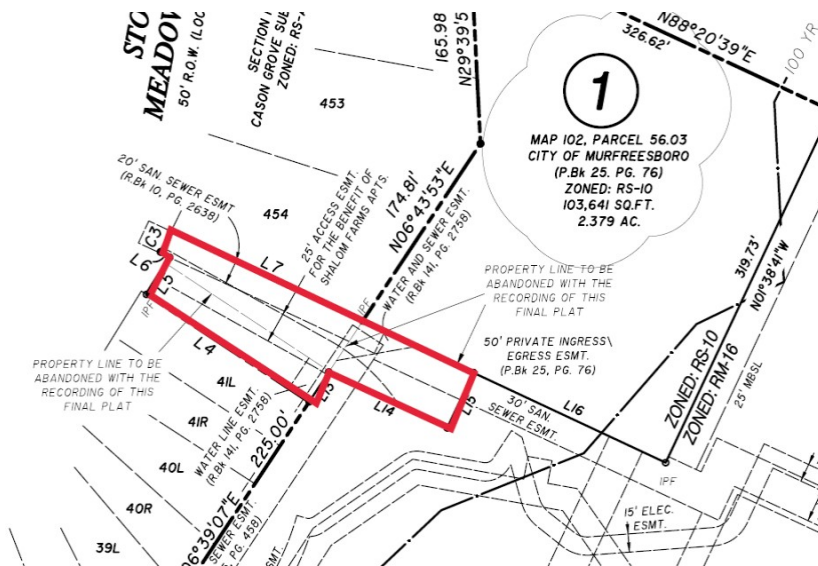 STO
MEADOW
50' R.O.W. (LOC
SECTION
CASON GROVE SUB
ZONED: RS-
165.98
N29°39'5
N88°20'39"E
326.62'
100 YR
1
MAP 102, PARCEL 56.03
CITY OF MURFREESBORO
(P.Bk 25. PG. 76)
ZONED: RS-10
103,641 SQ.FT.
2.379 AC.
453
454
20' SAN. SEWER ESMT
(R.Bk 10, PG. 2638)
25' ACCESS ESMT.
FOR THE BENEFIT OF
SHALOM FARMS APTS.
174.81'
N06°43'53"E
WATER AND SEWER ESMT.
(R.Bk 141, PG. 2758)
C3
L6
L5
L7
IPF
IPF
L4
PROPERTY LINE TO BE
ABANDONED WITH THE
RECORDING OF THIS
FINAL PLAT
50' PRIVATE INGRESS\
EGRESS ESMT.
(P.Bk 25, PG. 76)
319.73'
N01°38'41"W
ZONED: RS-10
ZONED: RM-16
25' MBSL
PROPERTY LINE TO BE
ABANDONED WITH THE
RECORDING OF THIS
FINAL PLAT
L13
L14
L15
L16
30' SAN.
SEWER ESMT.
IPF
41L
41R
40L
40R
39L
WATER LINE ESMT.
(R.Bk 141, PG. 2758)
225.00'
06°39'07"E
SEWER ESMT.
PG. 458)
ESMT.
15' ELEC.
ESMT.